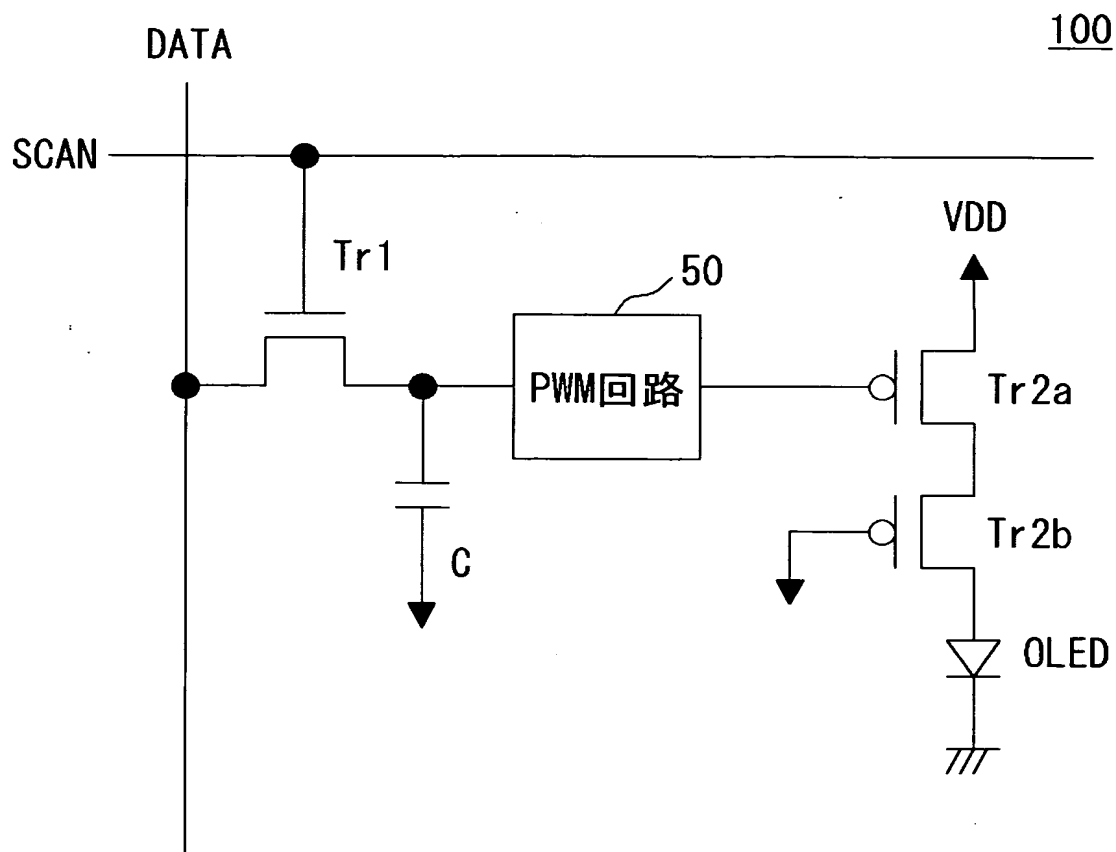 100
DATA
SCAN
VDD
Tr1
50
PWM回路
Tr2a
Tr2b
C
OLED